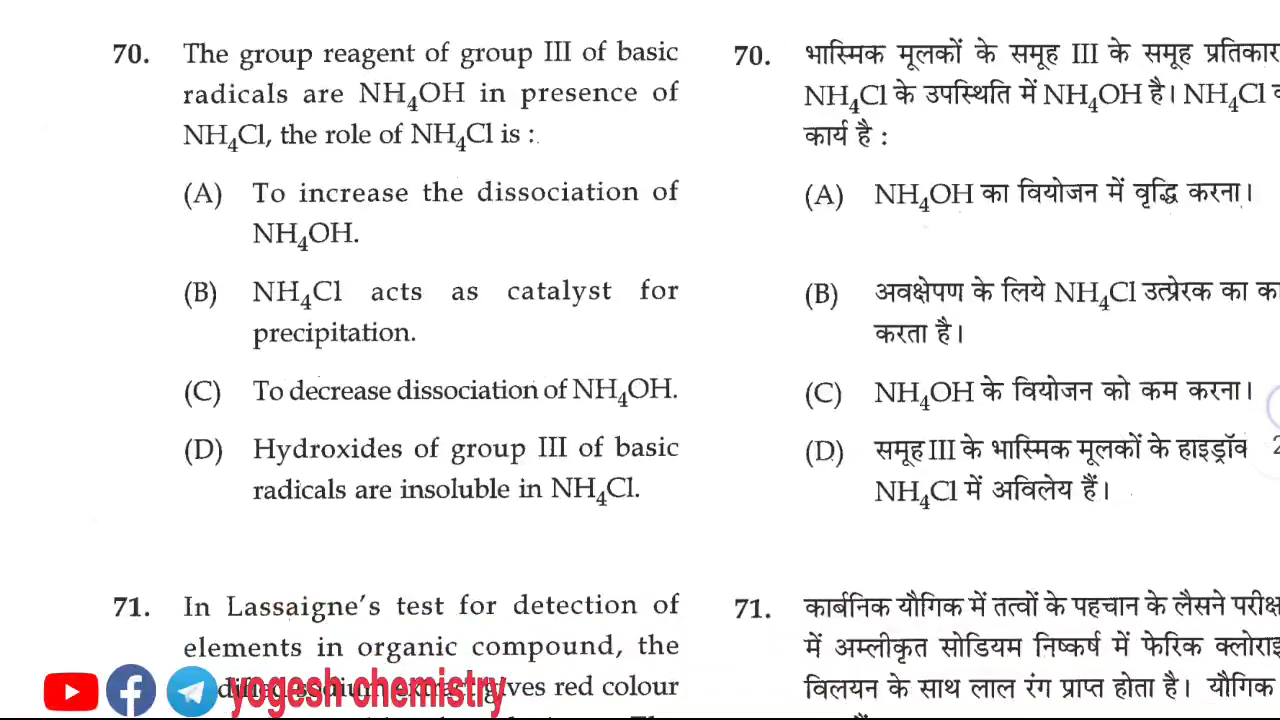 70. The group reagent of group III of basic
radicals are NH₄OH in presence of
NH₄Cl, the role of NH₄Cl is :
(A) To increase the dissociation of
NH₄OH.
(B) NH₄Cl acts as catalyst for
precipitation.
(C) To decrease dissociation of NH₄OH.
(D) Hydroxides of group III of basic
radicals are insoluble in NH₄Cl.
71. In Lassaigne's test for detection of
elements in organic compound, the
sodium gives red colour
70. भास्मिक मूलकों के समूह III के समूह प्रतिकार
NH₄Cl के उपस्थिति में NH₄OH है। NH₄Cl
कार्य है :
(A) NH₄OH का वियोजन में वृद्धि करना।
(B) अवक्षेपण के लिये NH₄Cl उत्प्रेरक का
करता है।
(C) NH₄OH के वियोजन को कम करना।
(D) समूह III के भास्मिक मूलकों के हाइड्रॉ
NH₄Cl में अविलेय हैं।
71. कार्बनिक यौगिक में तत्वों के पहचान के लैसने
में अम्लीकृत सोडियम निष्कर्ष में फेरिक
विलयन के साथ लाल रंग प्राप्त होता है। यौगिक
yogesh chemistry